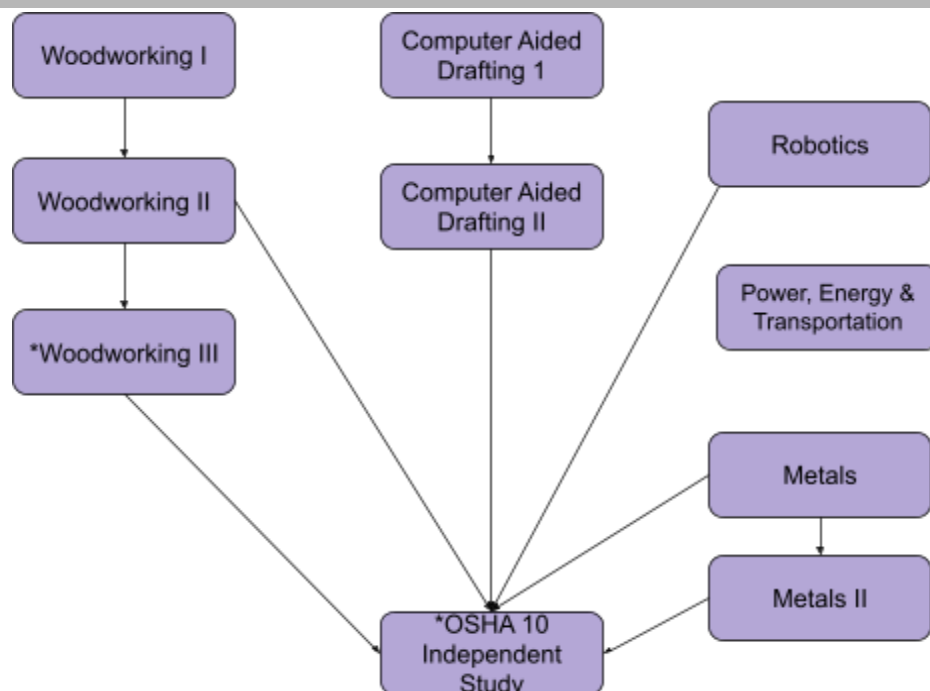 Woodworking I
Computer Aided
Drafting 1
Robotics
Woodworking II
Computer Aided
Drafting II
Power, Energy &
Transportation
*Woodworking III
Metals
Metals II
*OSHA 10
Independent
Study